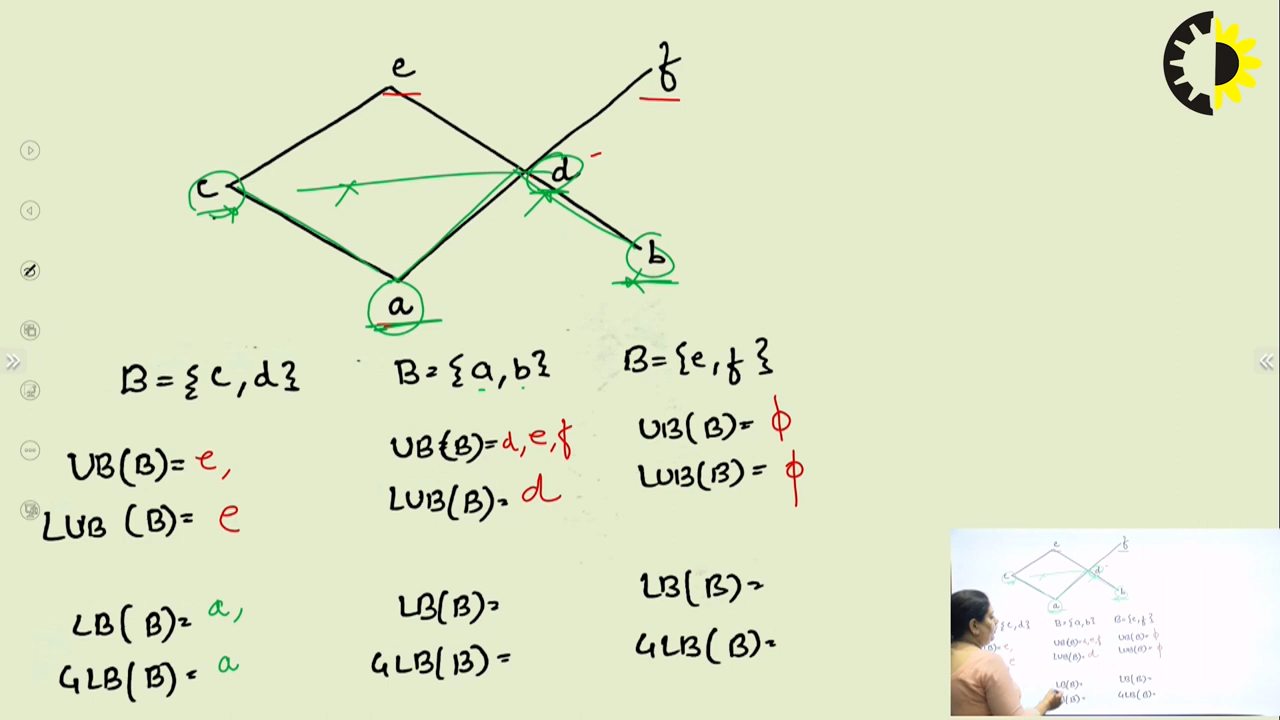 e
f
c
d
b
a
B = {c, d}
UB(B) = e,
LUB (B) = e
LB(B) = a,
GLB(B) = a
B = {a, b}
UB(B) = d, e, f
LUB(B) = d
LB(B) =
GLB(B) =
B = {e, f}
UB(B) = ϕ
LUB(B) = ϕ
LB(B) =
GLB(B) =